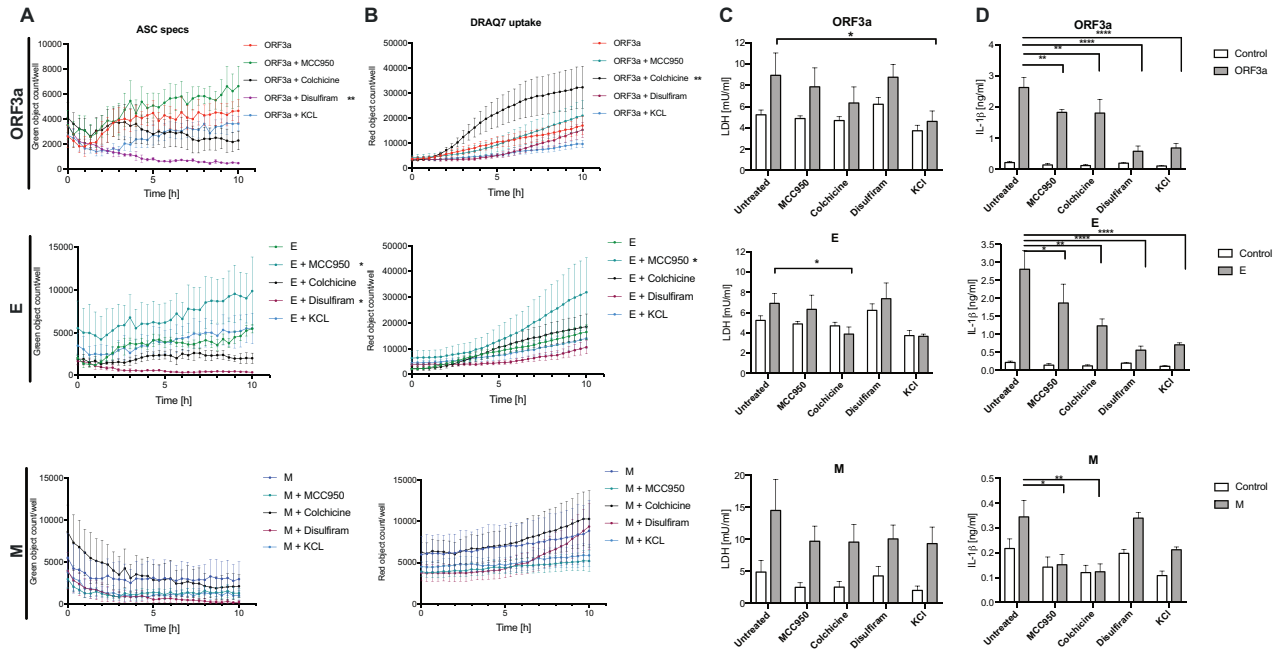 A
ASC specs
ORF3a
Green object count/well
10000
8000
6000
4000
2000
0
0
5
10
Time [h]
ORF3a
ORF3a + MCC950
ORF3a + Colchicine
ORF3a + Disulfiram **
ORF3a + KCL
B
DRAQ7 uptake
Red object count/well
50000
40000
30000
20000
10000
0
0
5
10
Time [h]
ORF3a
ORF3a + MCC950
ORF3a + Colchicine **
ORF3a + Disulfiram
ORF3a + KCL
C
ORF3a
*
LDH [mU/ml]
12
10
8
6
4
2
0
Untreated
MCC950
Colchicine
Disulfiram
KCl
D
ORF3a
****
****
**
**
IL-1β [ng/ml]
4
3
2
1
0
Untreated
MCC950
Colchicine
Disulfiram
KCl
Control
ORF3a
E
Green object count/well
15000
10000
5000
0
0
5
10
Time [h]
E
E + MCC950 *
E + Colchicine
E + Disulfiram *
E + KCL
Red object count/well
50000
40000
30000
20000
10000
0
0
5
10
Time [h]
E
E + MCC950 *
E + Colchicine
E + Disulfiram
E + KCL
E
*
LDH [mU/ml]
12
10
8
6
4
2
0
Untreated
MCC950
Colchicine
Disulfiram
KCl
E
****
****
**
*
IL-1β [ng/ml]
3.5
3.0
2.5
2.0
1.5
1.0
0.5
0.0
Untreated
MCC950
Colchicine
Disulfiram
KCl
Control
E
M
Green object count/well
15000
10000
5000
0
0
5
10
Time [h]
M
M + MCC950
M + Colchicine
M + Disulfiram
M + KCL
Red object count/well
15000
10000
5000
0
0
5
10
Time [h]
M
M + MCC950
M + Colchicine
M + Disulfiram
M + KCL
M
LDH [mU/ml]
20
15
10
5
0
Untreated
MCC950
Colchicine
Disulfiram
KCl
M
**
*
IL-1β [ng/ml]
0.5
0.4
0.3
0.2
0.1
0.0
Untreated
MCC950
Colchicine
Disulfiram
KCl
Control
M